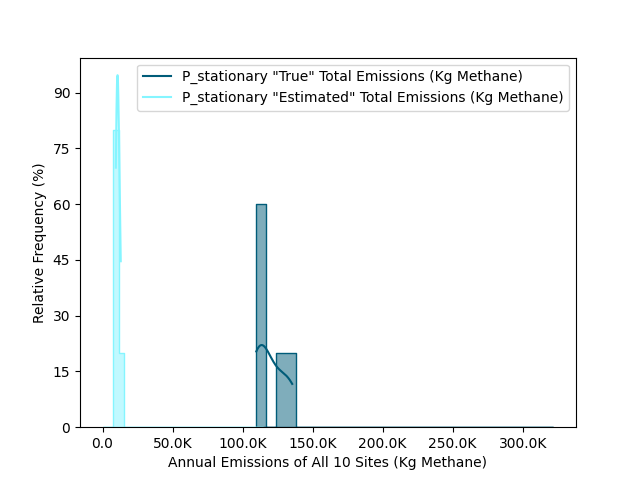 P_stationary "True" Total Emissions (Kg Methane)
P_stationary "Estimated" Total Emissions (Kg Methane)
Relative Frequency (%)
90
75
60
45
30
15
0
0.0 50.0K 100.0K 150.0K 200.0K 250.0K 300.0K
Annual Emissions of All 10 Sites (Kg Methane)